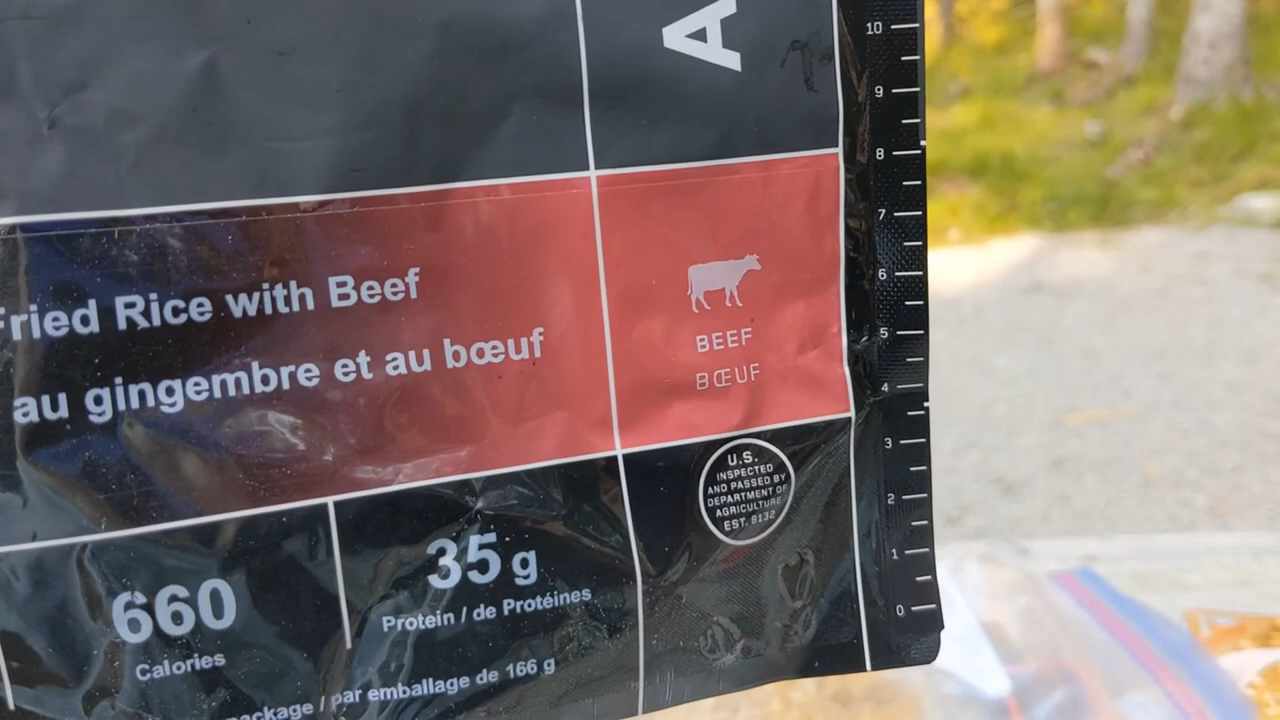 A
Fried Rice with Beef
au gingembre et au bœuf
BEEF
BŒUF
U.S.
INSPECTED
AND PASSED BY
DEPARTMENT OF
AGRICULTURE
EST. 8132
660
Calories
35 g
Protein / de Protéines
package / par emballage de 166 g
10
9
8
7
6
5
4
3
2
1
0